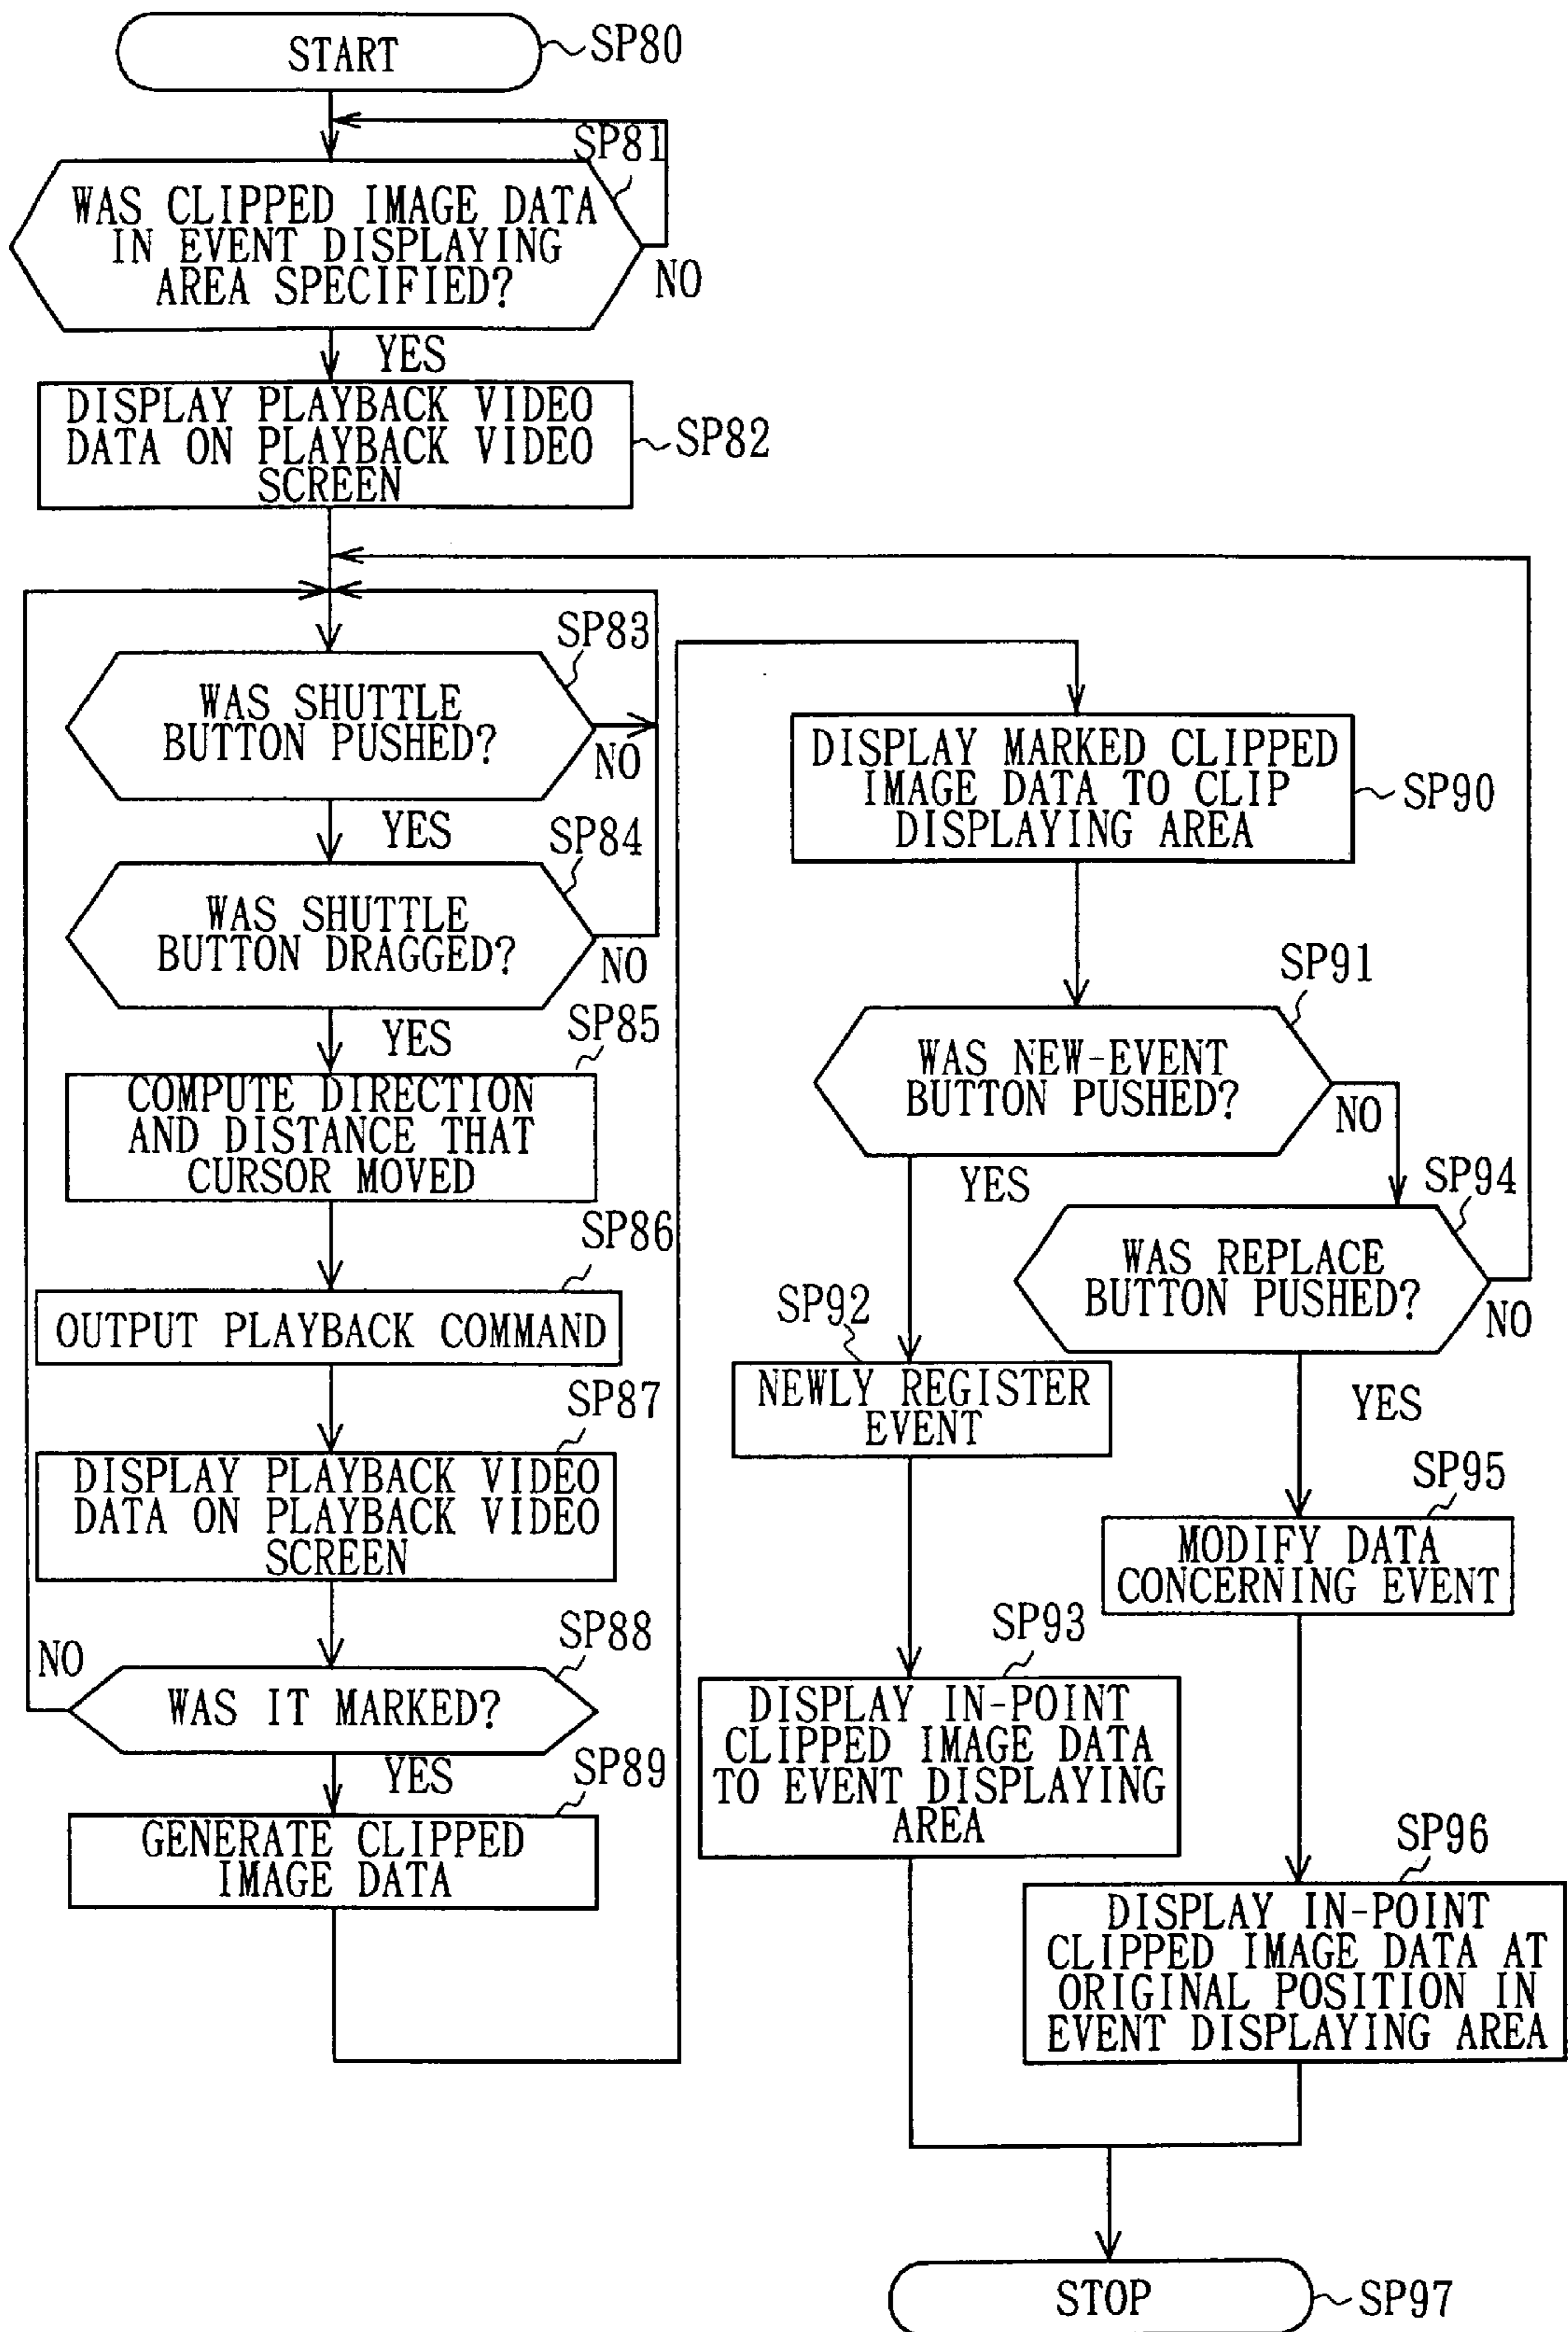 START
SP80
SP81
WAS CLIPPED IMAGE DATA
IN EVENT DISPLAYING
AREA SPECIFIED?
NO
YES
DISPLAY PLAYBACK VIDEO
DATA ON PLAYBACK VIDEO
SCREEN
SP82
SP83
WAS SHUTTLE
BUTTON PUSHED?
NO
YES
SP84
WAS SHUTTLE
BUTTON DRAGGED?
NO
YES
SP85
COMPUTE DIRECTION
AND DISTANCE THAT
CURSOR MOVED
SP86
OUTPUT PLAYBACK COMMAND
SP87
DISPLAY PLAYBACK VIDEO
DATA ON PLAYBACK VIDEO
SCREEN
SP88
NO
WAS IT MARKED?
YES
SP89
GENERATE CLIPPED
IMAGE DATA
DISPLAY MARKED CLIPPED
IMAGE DATA TO CLIP
DISPLAYING AREA
SP90
SP91
WAS NEW-EVENT
BUTTON PUSHED?
NO
YES
SP94
WAS REPLACE
BUTTON PUSHED?
NO
YES
SP92
NEWLY REGISTER
EVENT
SP95
MODIFY DATA
CONCERNING EVENT
SP93
DISPLAY IN-POINT
CLIPPED IMAGE DATA
TO EVENT DISPLAYING
AREA
SP96
DISPLAY IN-POINT
CLIPPED IMAGE DATA AT
ORIGINAL POSITION IN
EVENT DISPLAYING AREA
STOP
SP97